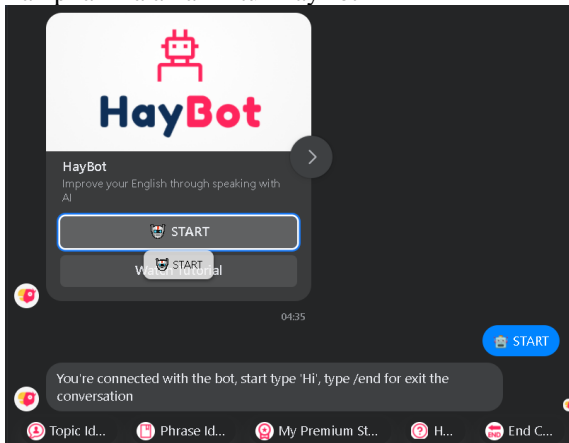 HayBot
HayBot
Improve your English through speaking with
AI
START
START
Watch Tutorial
04:35
START
You're connected with the bot, start type 'Hi', type /end for exit the
conversation
Topic Id...
Phrase Id...
My Premium St...
H...
END
End C...